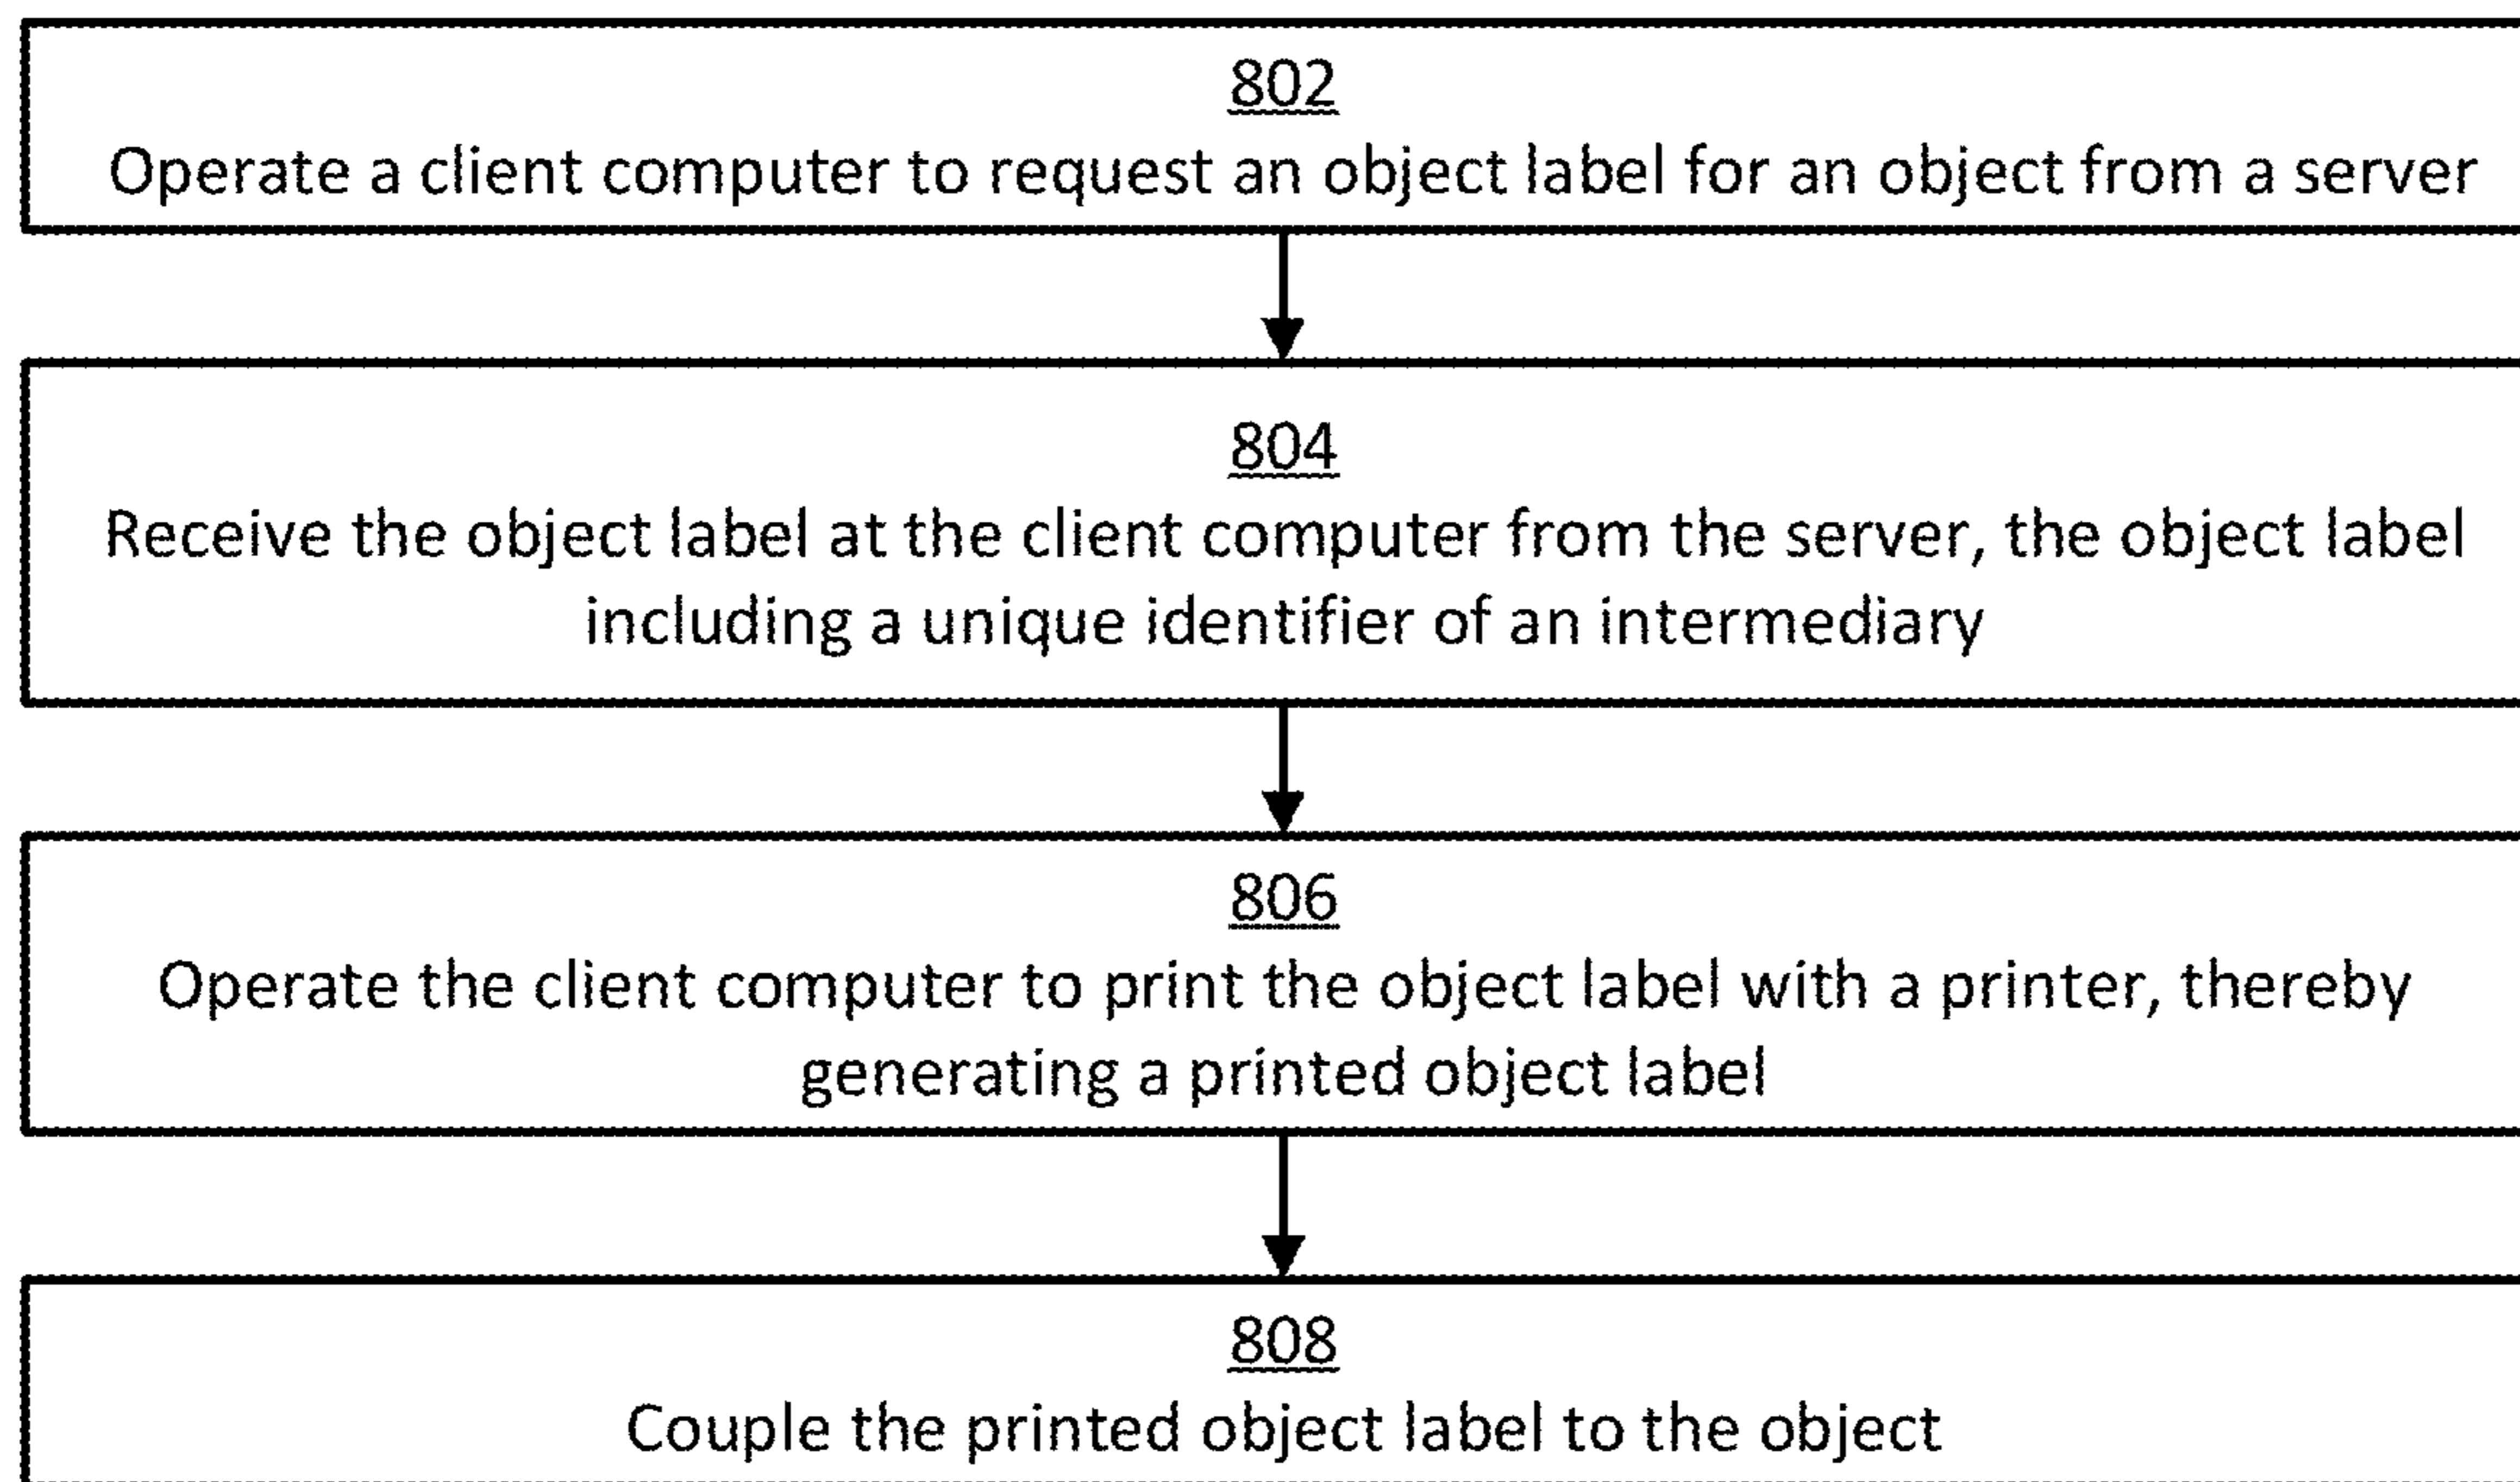 802
Operate a client computer to request an object label for an object from a server
804
Receive the object label at the client computer from the server, the object label
including a unique identifier of an intermediary
806
Operate the client computer to print the object label with a printer, thereby
generating a printed object label
808
Couple the printed object label to the object